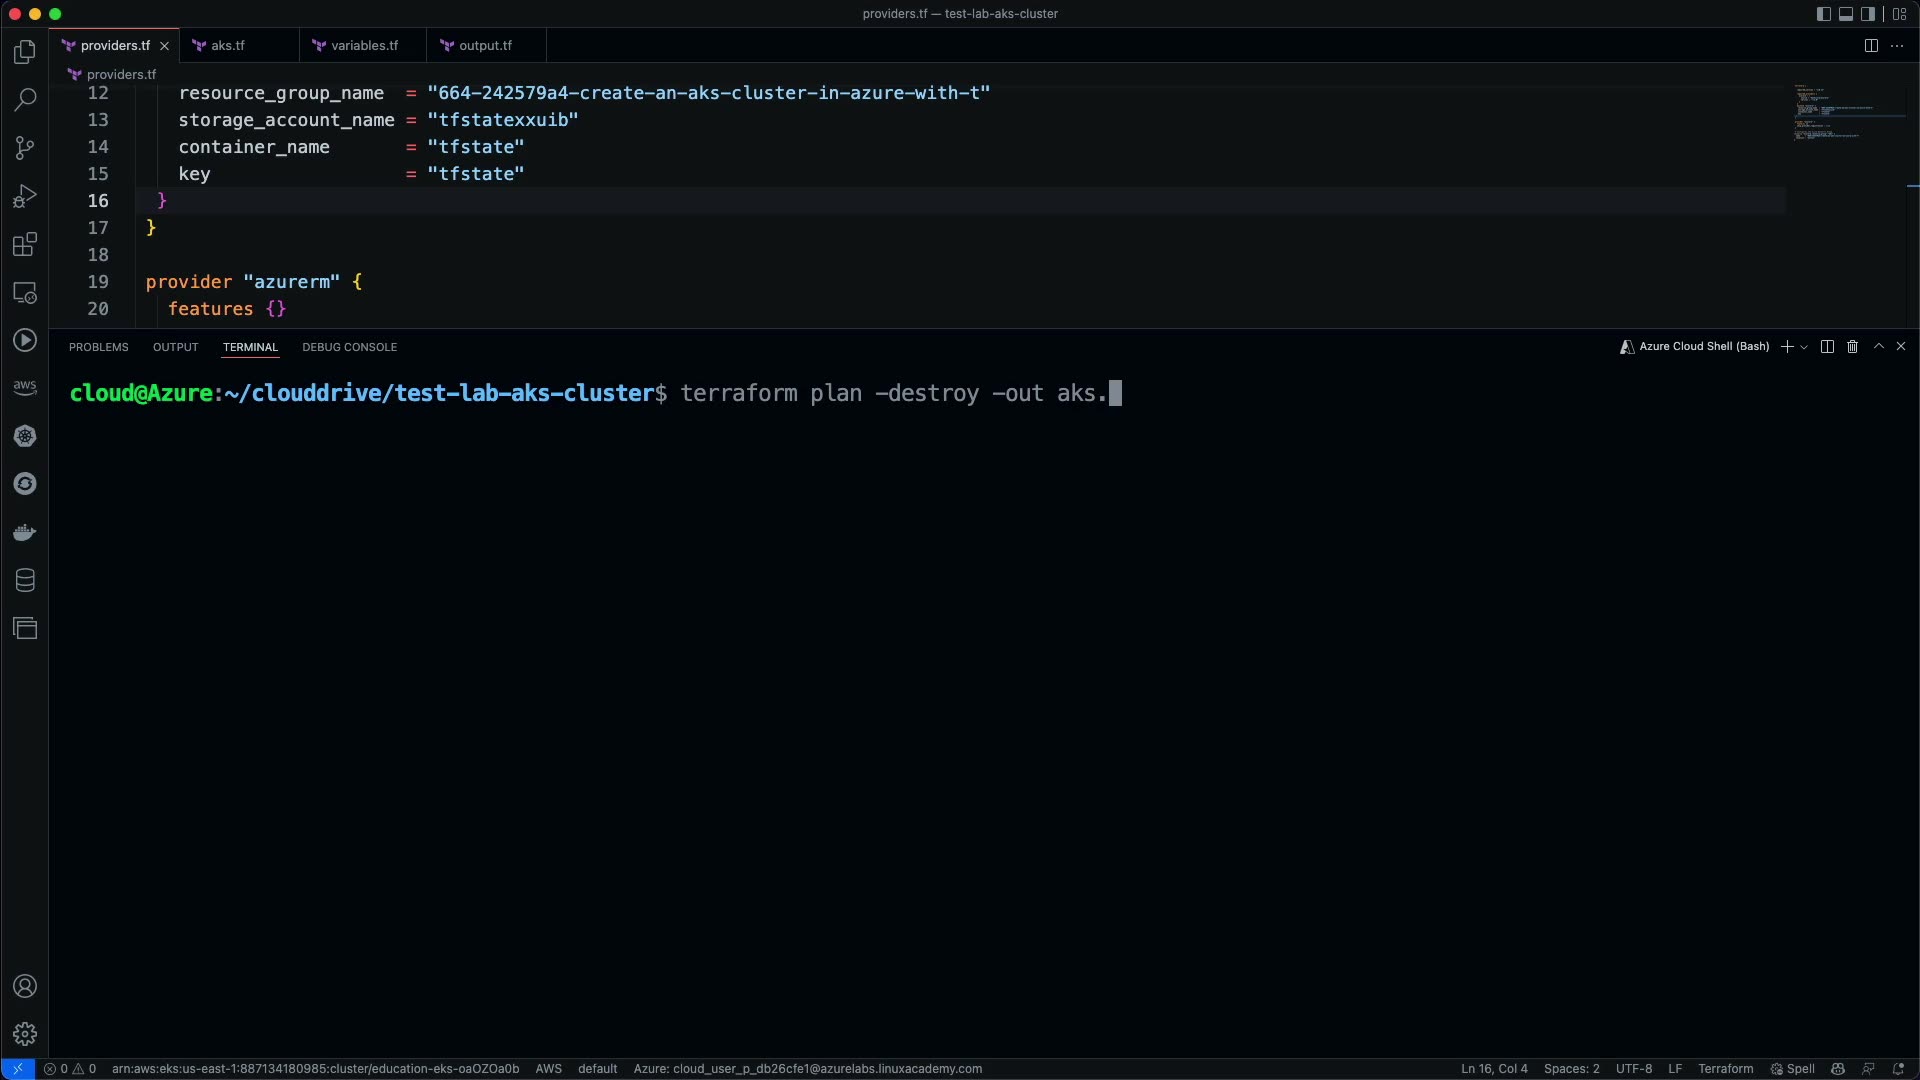 providers.tf — test-lab-aks-cluster
providers.tf
aks.tf
variables.tf
output.tf
providers.tf
12 resource_group_name = "664-242579a4-create-an-aks-cluster-in-azure-with-t"
13 storage_account_name = "tfstatexxuib"
14 container_name = "tfstate"
15 key = "tfstate"
16 }
17 }
18
19 provider "azurerm" {
20 features {}
PROBLEMS OUTPUT TERMINAL DEBUG CONSOLE
Azure Cloud Shell (Bash)
cloud@Azure:~/clouddrive/test-lab-aks-cluster$ terraform plan -destroy -out aks.
aws
0 0 arn:aws:eks:us-east-1:887134180985:cluster/education-eks-oaOZOa0b AWS default Azure: cloud_user_p_db26cfe1@azurelabs.linuxacademy.com Ln 16, Col 4 Spaces: 2 UTF-8 LF Terraform Spell